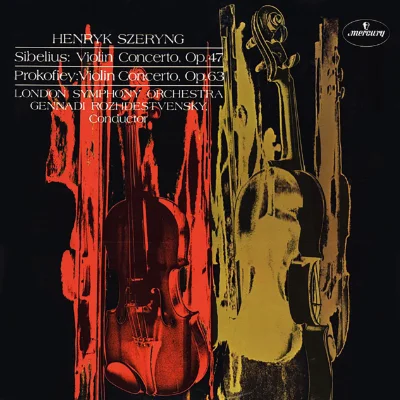 HENRYK SZERYNG
Sibelius: Violin Concerto, Op.47
Prokofiev: Violin Concerto, Op.63
LONDON SYMPHONY ORCHESTRA
GENNADI ROZHDESTVENSKY,
Conductor
mercury